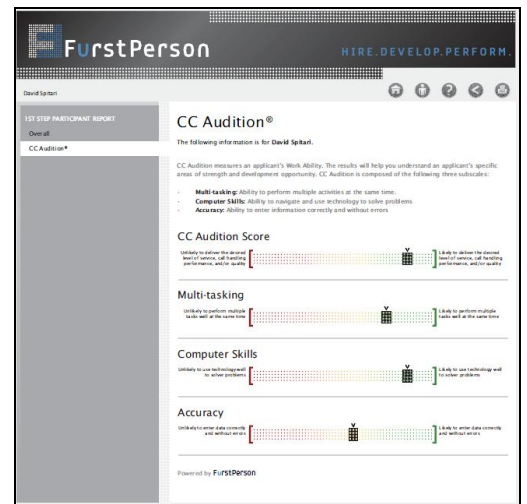 FurstPerson
HIRE.DEVELOP.PERFORM.
David Spitari
1ST STEP PARTICIPANT REPORT
Overall
CC Audition®
CC Audition®
The following information is for David Spitari.
CC Audition measures an applicant's Work Ability. The results will help you understand an applicant's specific
areas of strength and development opportunity. CC Audition is composed of the following three subscales:
- Multi-tasking: Ability to perform multiple activities at the same time.
- Computer Skills: Ability to navigate and use technology to solve problems
- Accuracy: Ability to enter information correctly and without errors
CC Audition Score
Unlikely to deliver the desired
level of service, call handling
performance, and/or quality
Likely to deliver the desired
level of service, call handling
performance, and/or quality
Multi-tasking
Unlikely to perform multiple
tasks well at the same time
Likely to perform multiple
tasks well at the same time
Computer Skills
Unlikely to use technology well
to solver problems
Likely to use technology well
to solver problems
Accuracy
Unlikely to enter data correctly
and without errors
Likely to enter data correctly
and without errors
Powered by FurstPerson